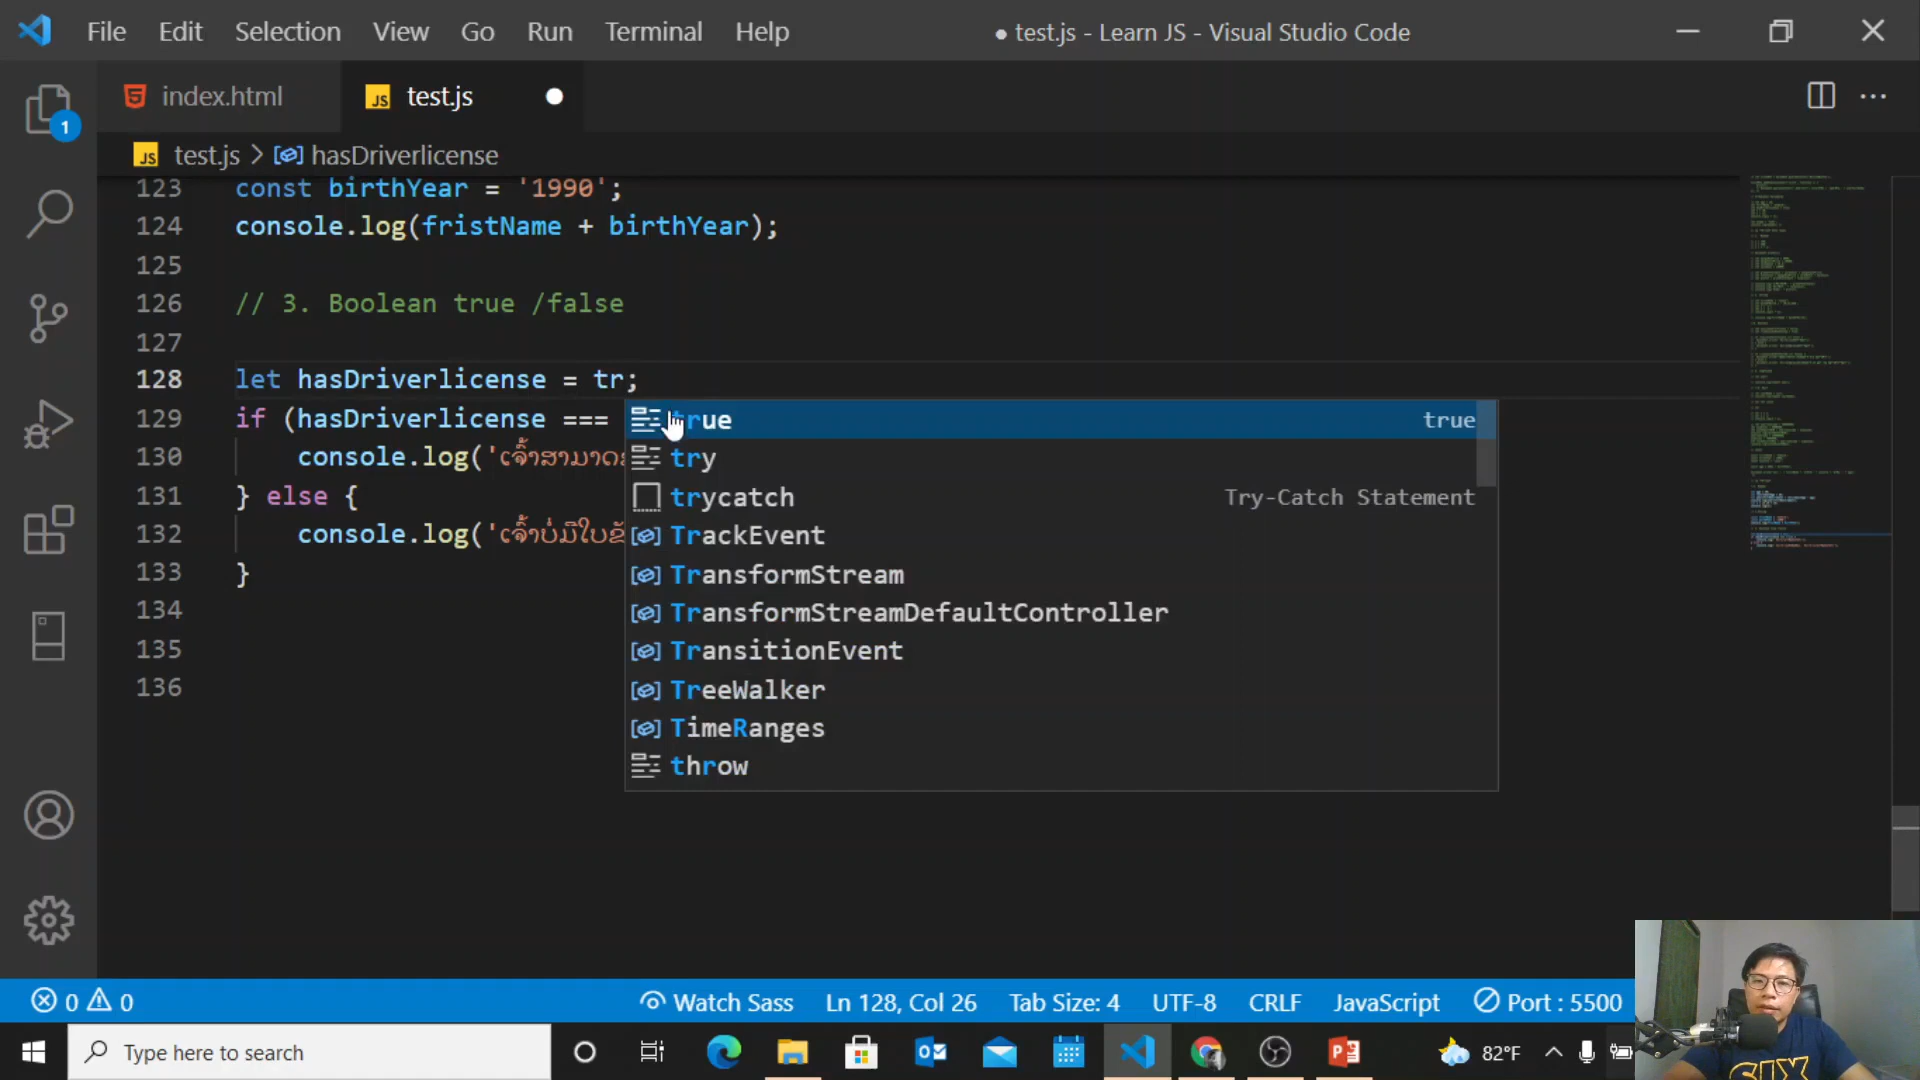 File Edit Selection View Go Run Terminal Help ● test.js - Learn JS - Visual Studio Code
index.html JS test.js
1
JS test.js > hasDriverlicense
123 const birthYear = '1990';
124 console.log(fristName + birthYear);
125
126 // 3. Boolean true /false
127
128 let hasDriverlicense = tr;
129 if (hasDriverlicense ===
130 console.log('ເຈົ້າສາມາດ
131 } else {
132 console.log('ເຈົ້າບໍ່ມີໃບຂັ
133 }
134
135
136
true true
try
trycatch Try-Catch Statement
TrackEvent
TransformStream
TransformStreamDefaultController
TransitionEvent
TreeWalker
TimeRanges
throw
0 0 Watch Sass Ln 128, Col 26 Tab Size: 4 UTF-8 CRLF JavaScript Port : 5500
Type here to search 82°F